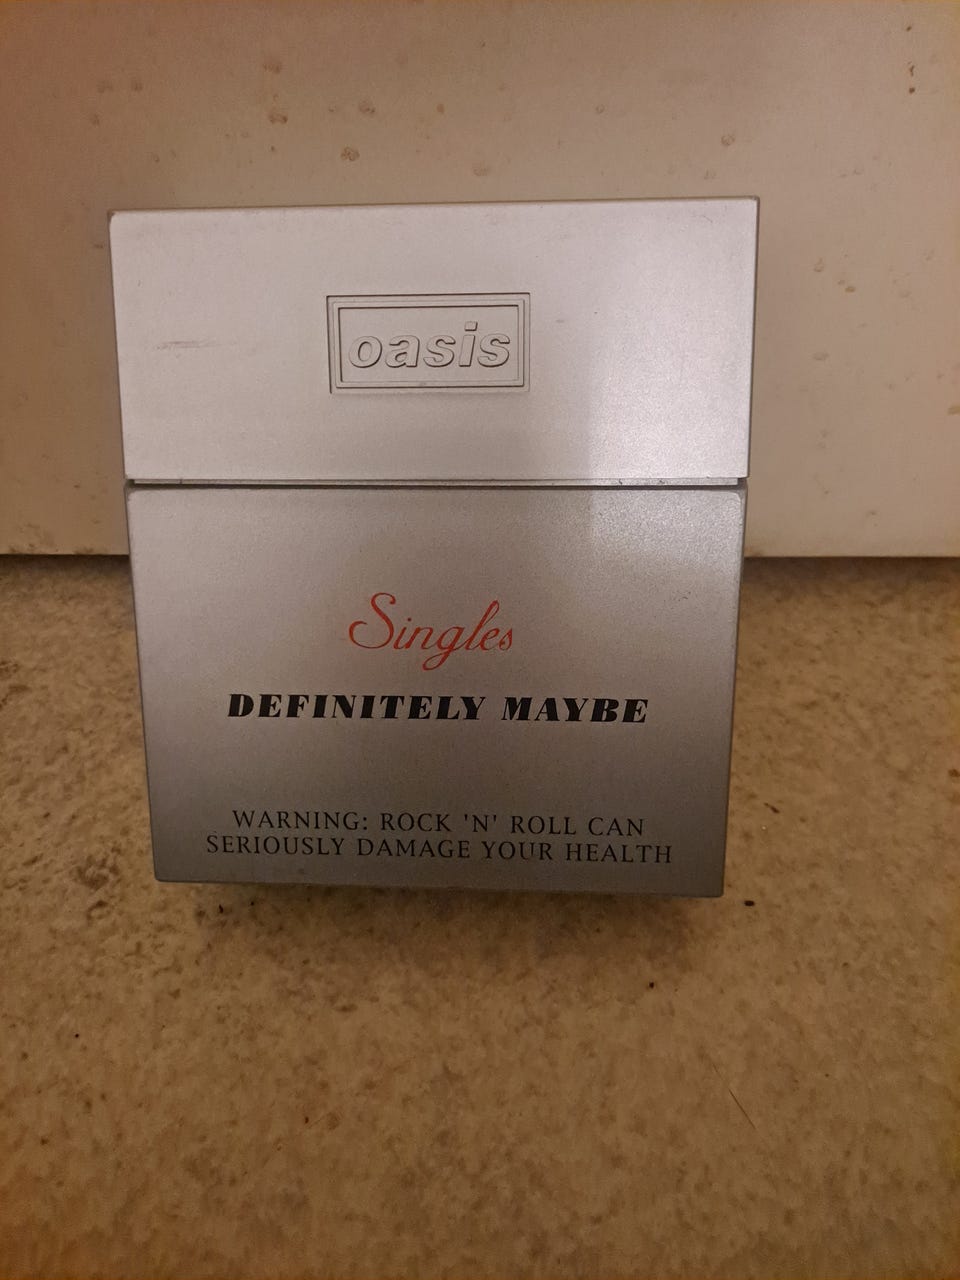 oasis
Singles
DEFINITELY MAYBE
WARNING: ROCK 'N' ROLL CAN
SERIOUSLY DAMAGE YOUR HEALTH